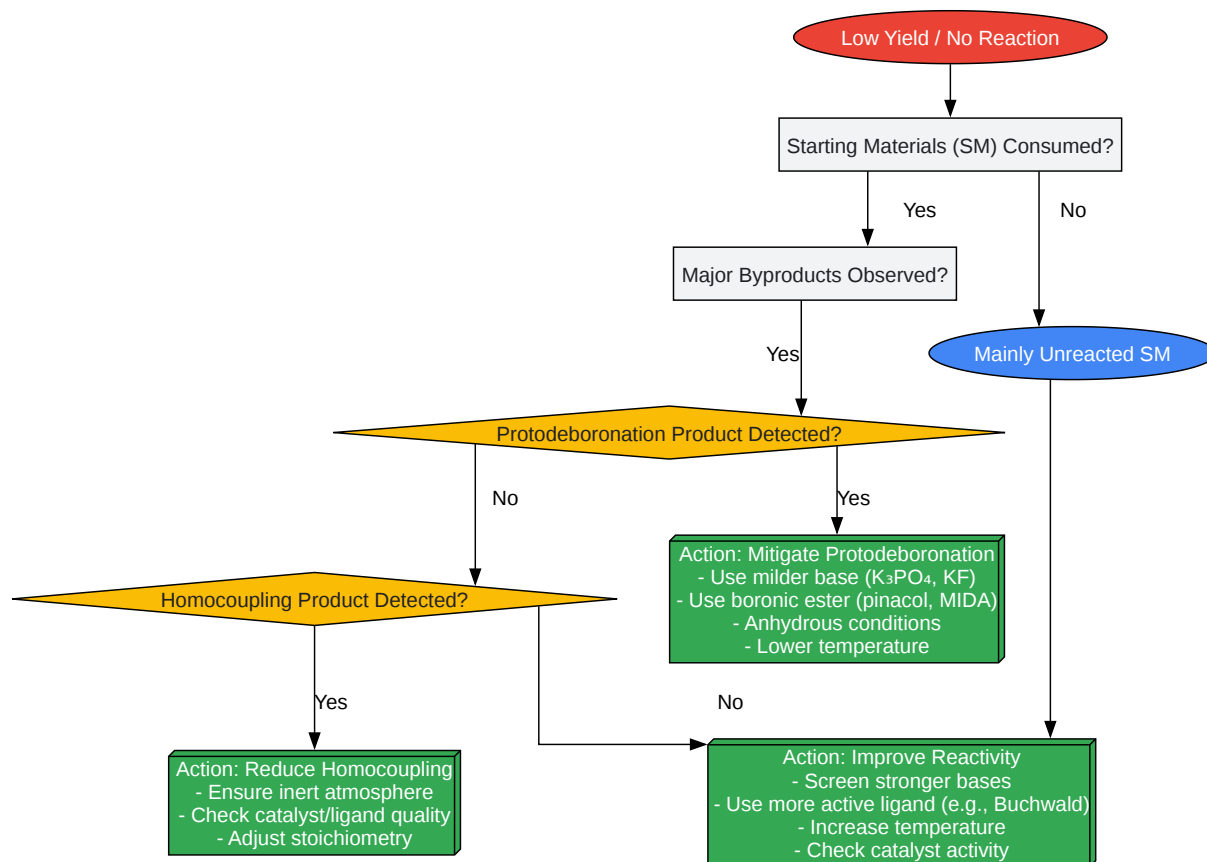 Low Yield / No Reaction
Starting Materials (SM) Consumed?
Yes
No
Major Byproducts Observed?
Yes
Mainly Unreacted SM
Protodeboronation Product Detected?
No
Yes
Action: Mitigate Protodeboronation
- Use milder base (K₃PO₄, KF)
- Use boronic ester (pinacol, MIDA)
- Anhydrous conditions
- Lower temperature
Homocoupling Product Detected?
Yes
No
Action: Reduce Homocoupling
- Ensure inert atmosphere
- Check catalyst/ligand quality
- Adjust stoichiometry
Action: Improve Reactivity
- Screen stronger bases
- Use more active ligand (e.g., Buchwald)
- Increase temperature
- Check catalyst activity